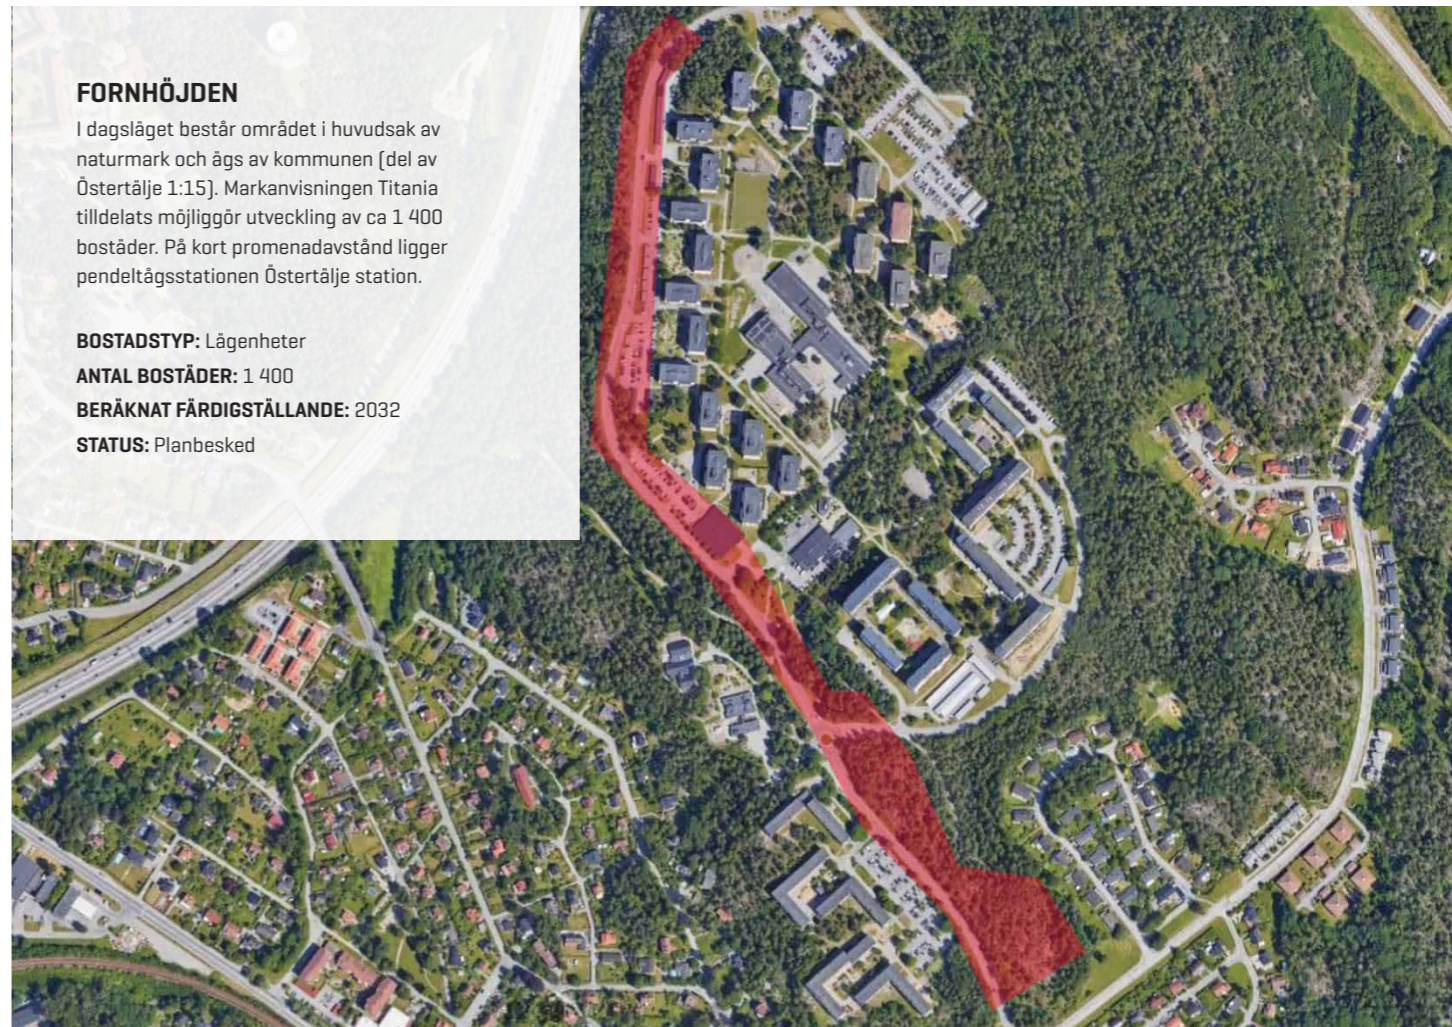 FORNHÖJDEN
I dagsläget består området i huvudsak av
naturmark och ägs av kommunen (del av
Östertälje 1:15). Markanvisningen Titania
tilldelats möjliggör utveckling av ca 1 400
bostäder. På kort promenadavstånd ligger
pendeltågsstationen Östertälje station.
BOSTADSTYP: Lägenheter
ANTAL BOSTÄDER: 1 400
BERÄKNAT FÄRDIGSTÄLLANDE: 2032
STATUS: Planbesked